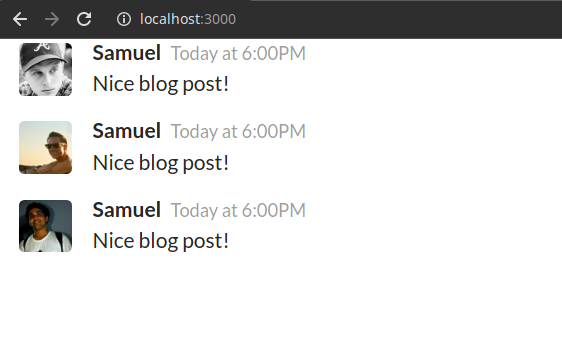 localhost:3000
Samuel Today at 6:00PM
Nice blog post!
Samuel Today at 6:00PM
Nice blog post!
Samuel Today at 6:00PM
Nice blog post!